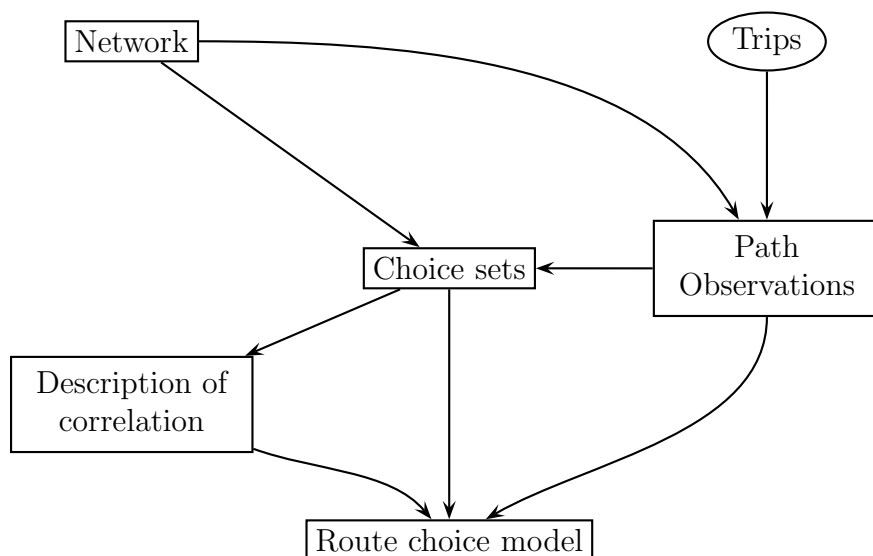 Network
Trips
Path
Observations
Choice sets
Description of
correlation
Route choice model